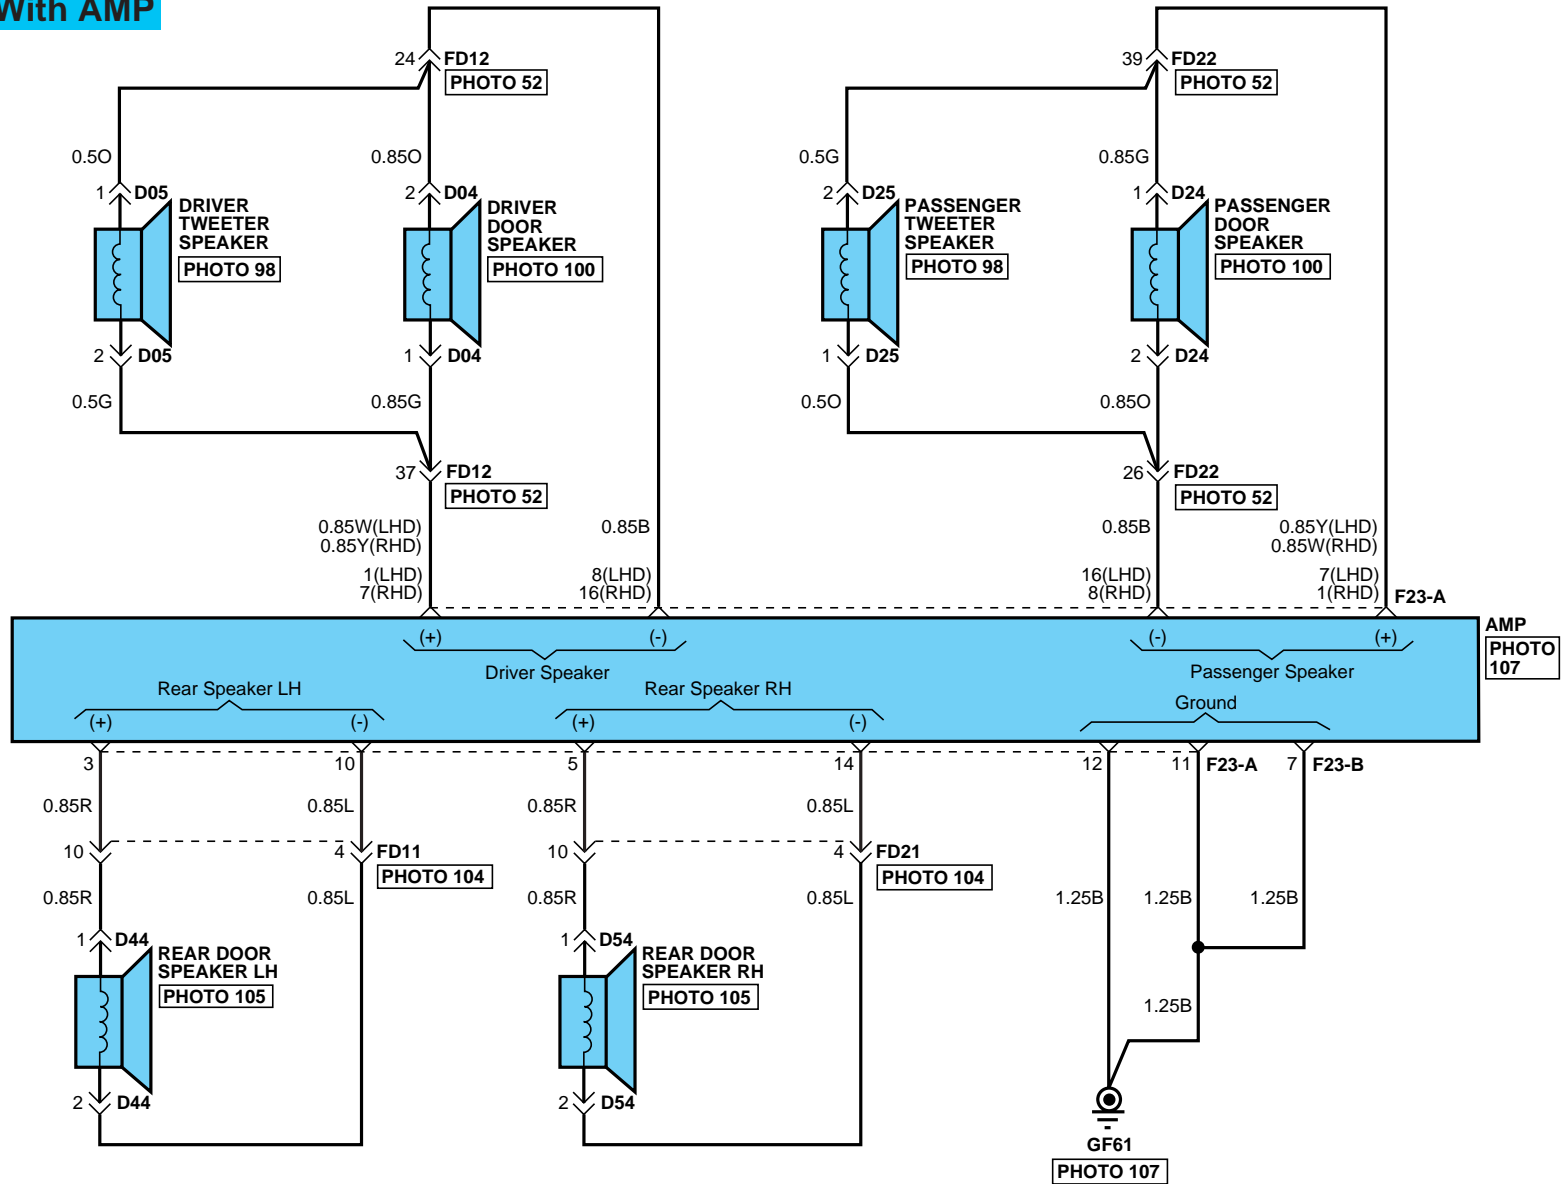 With AMP
24 FD12
PHOTO 52
39 FD22
PHOTO 52
0.5O
0.85O
0.5G
0.85G
1 D05
2 D04
2 D25
1 D24
DRIVER
TWEETER
SPEAKER
PHOTO 98
DRIVER
DOOR
SPEAKER
PHOTO 100
PASSENGER
TWEETER
SPEAKER
PHOTO 98
PASSENGER
DOOR
SPEAKER
PHOTO 100
2 D05
1 D04
1 D25
2 D24
0.5G
0.85G
0.5O
0.85O
37 FD12
PHOTO 52
26 FD22
PHOTO 52
0.85W(LHD)
0.85Y(RHD)
0.85B
0.85B
0.85Y(LHD)
0.85W(RHD)
1(LHD)
7(RHD)
8(LHD)
16(RHD)
16(LHD)
8(RHD)
7(LHD)
1(RHD)
F23-A
AMP
PHOTO
107
(+) (-)
Driver Speaker
(-) (+)
Passenger Speaker
Rear Speaker LH
(+) (-)
Rear Speaker RH
(+) (-)
Ground
3 10 5 14 12 11 F23-A 7 F23-B
0.85R 0.85L 0.85R 0.85L
10 4 FD11
PHOTO 104
10 4 FD21
PHOTO 104
0.85R 0.85L 0.85R 0.85L 1.25B 1.25B 1.25B
1 D44
REAR DOOR
SPEAKER LH
PHOTO 105
1 D54
REAR DOOR
SPEAKER RH
PHOTO 105
1.25B
2 D44
2 D54
GF61
PHOTO 107